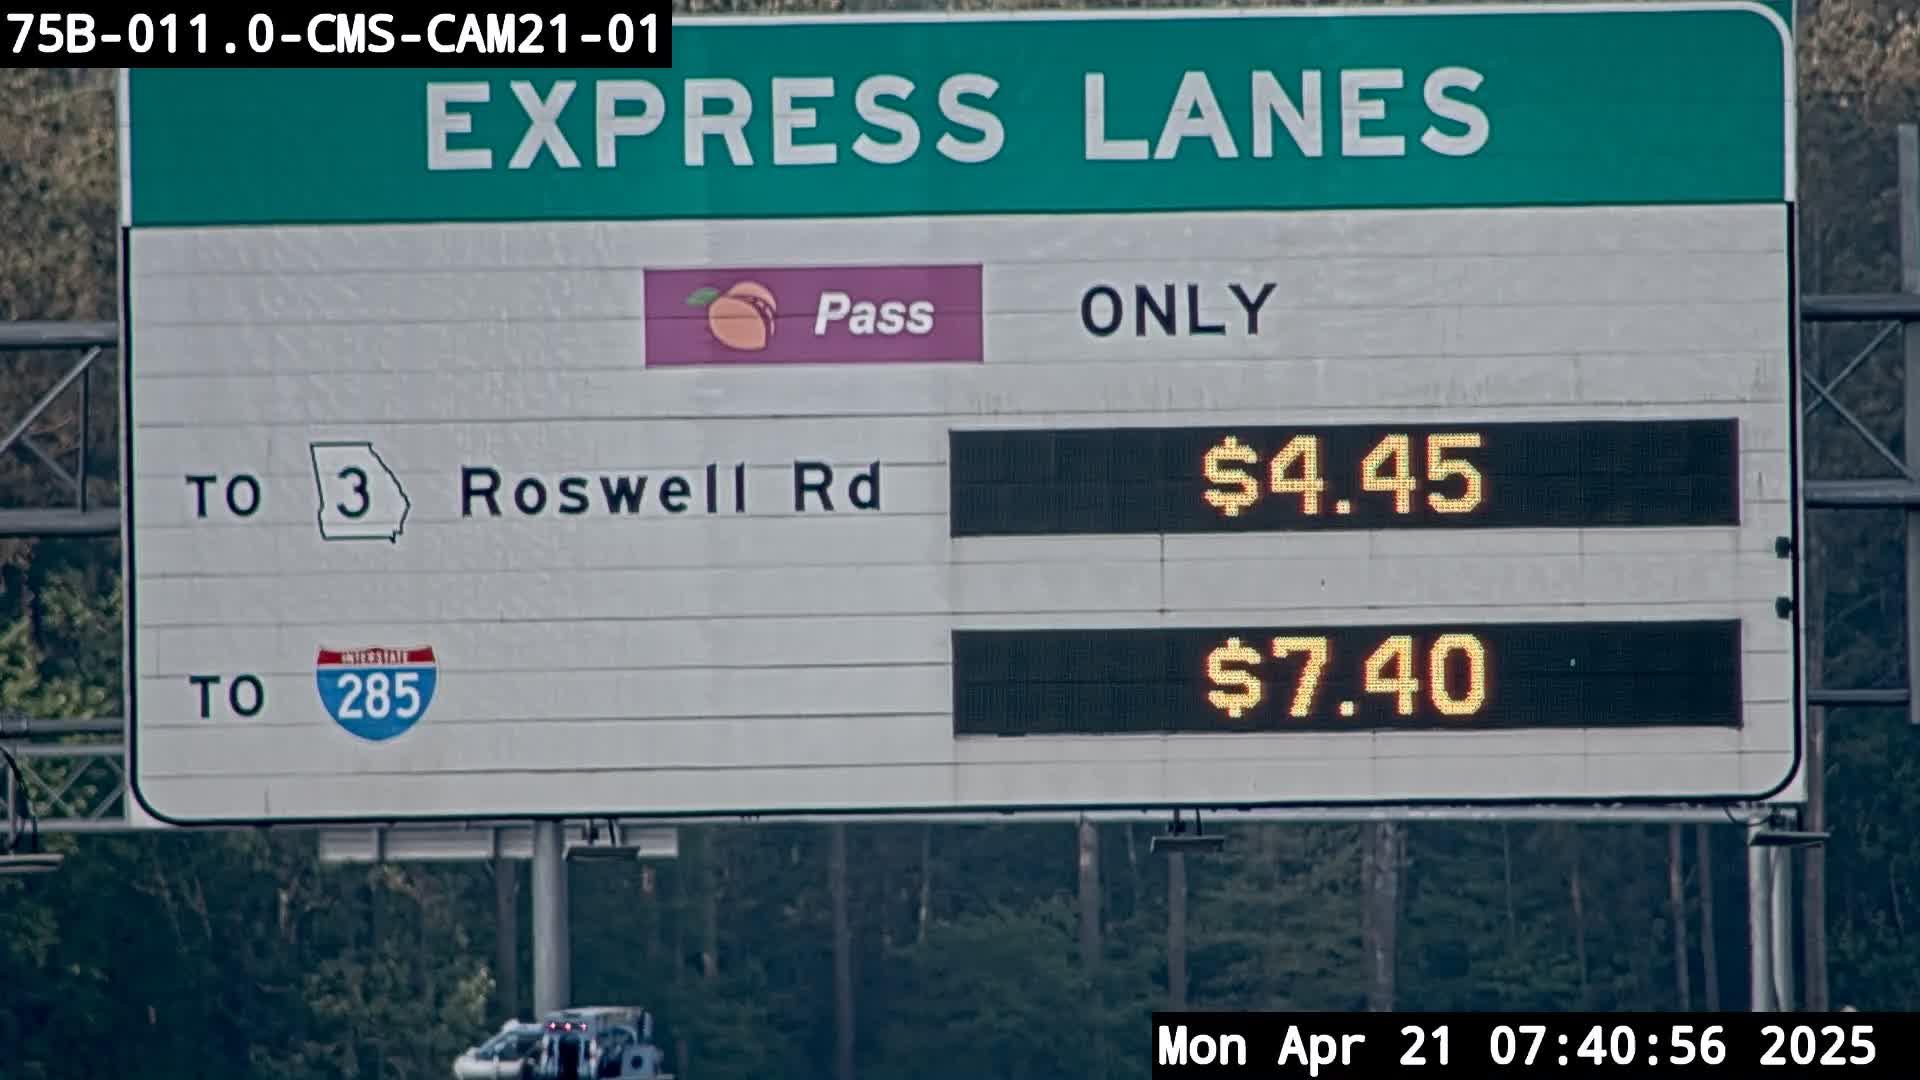 75B-011.0-CMS-CAM21-01
EXPRESS LANES
Pass ONLY
TO 3 Roswell Rd $4.45
TO INTERSTATE 285 $7.40
Mon Apr 21 07:40:56 2025